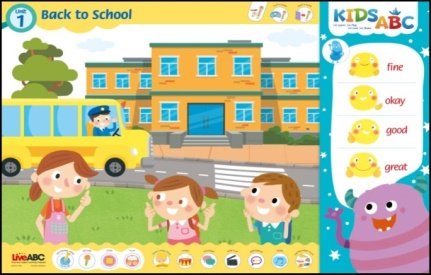 Unit
1
Back to School
KIDS
ABC
fine
okay
good
great
LiveABC